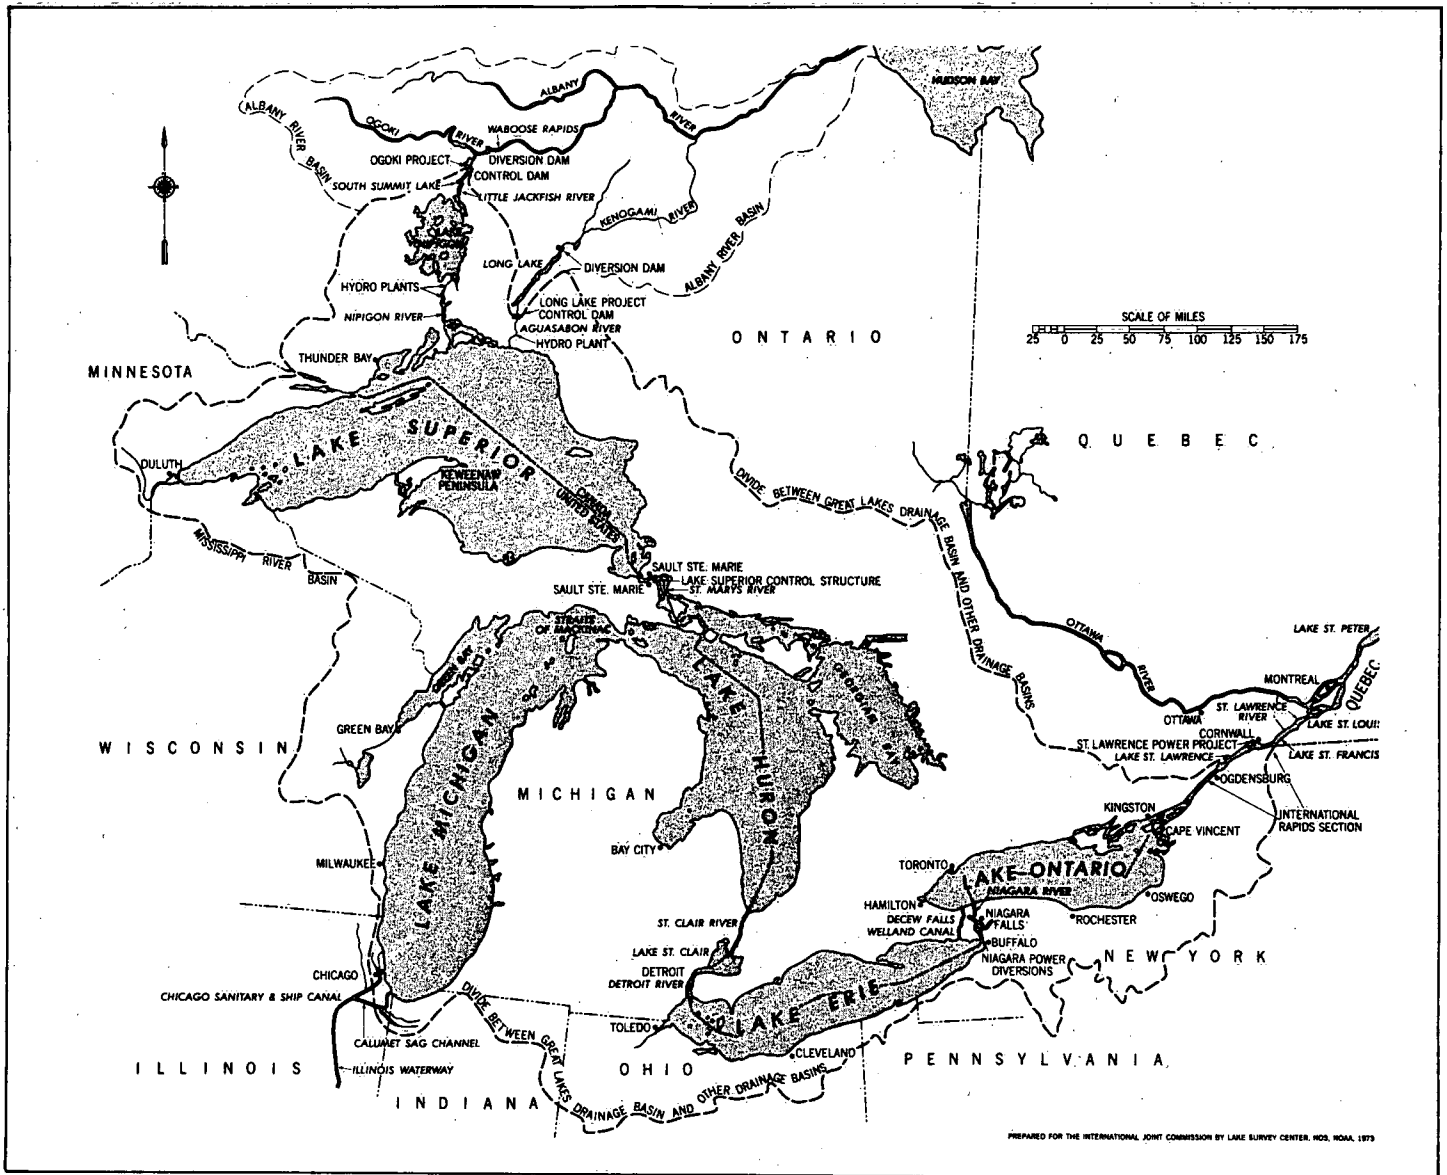 HUDSON BAY
ALBANY
RIVER
ALBANY RIVER BASIN
OGOKI
RIVER
WABOOSE RAPIDS
OGOKI PROJECT
DIVERSION DAM
CONTROL DAM
SOUTH SUMMIT LAKE
LITTLE JACKFISH RIVER
LAKE NIPIGON
KENOGAMI RIVER
ALBANY RIVER BASIN
LONG LAKE
DIVERSION DAM
HYDRO PLANTS
LONG LAKE PROJECT
CONTROL DAM
NIPIGON RIVER
AGUASABON RIVER
HYDRO PLANT
ONTARIO
SCALE OF MILES
25 0 25 50 75 100 125 150 175
THUNDER BAY
MINNESOTA
LAKE SUPERIOR
QUEBEC
DULUTH
KEWEENAW
PENINSULA
CANADA
UNITED STATES
DIVIDE BETWEEN GREAT LAKES DRAINAGE BASIN AND OTHER DRAINAGE BASINS
MISSISSIPPI RIVER BASIN
SAULT STE. MARIE
LAKE SUPERIOR CONTROL STRUCTURE
SAULT STE. MARIE
ST. MARYS RIVER
STRAITS
OF MACKINAC
OTTAWA
RIVER
LAKE ST. PETER
GREEN BAY
LAKE HURON
GEORGIAN BAY
MONTREAL
QUEBEC
ST. LAWRENCE
RIVER
OTTAWA
LAKE ST. LOUIS
GREEN BAY
CORNWALL
ST. LAWRENCE POWER PROJECT
LAKE ST. LAWRENCE
LAKE ST. FRANCIS
WISCONSIN
LAKE MICHIGAN
MICHIGAN
OGDENSBURG
INTERNATIONAL
RAPIDS SECTION
KINGSTON
CAPE VINCENT
BAY CITY
MILWAUKEE
TORONTO
LAKE ONTARIO
NIAGARA RIVER
OSWEGO
HAMILTON
DECEW FALLS
WELLAND CANAL
NIAGARA
FALLS
ROCHESTER
ST. CLAIR RIVER
BUFFALO
LAKE ST. CLAIR
NIAGARA POWER
DIVERSIONS
NEW YORK
DETROIT
DETROIT RIVER
CHICAGO
CHICAGO SANITARY & SHIP CANAL
LAKE ERIE
TOLEDO
CALUMET SAG CHANNEL
CLEVELAND
PENNSYLVANIA
ILLINOIS
ILLINOIS WATERWAY
OHIO
INDIANA
DIVIDE BETWEEN GREAT LAKES DRAINAGE BASIN AND OTHER DRAINAGE BASINS
PREPARED FOR THE INTERNATIONAL JOINT COMMISSION BY LAKE SURVEY CENTER, NOS, NOAA, 1973